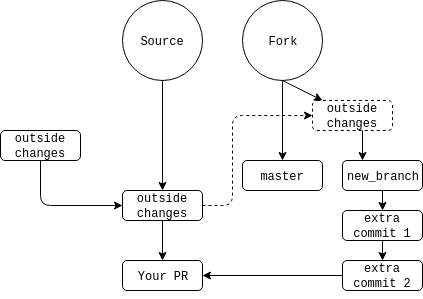 Source
Fork
outside
changes
outside
changes
master
new_branch
outside
changes
extra
commit 1
Your PR
extra
commit 2